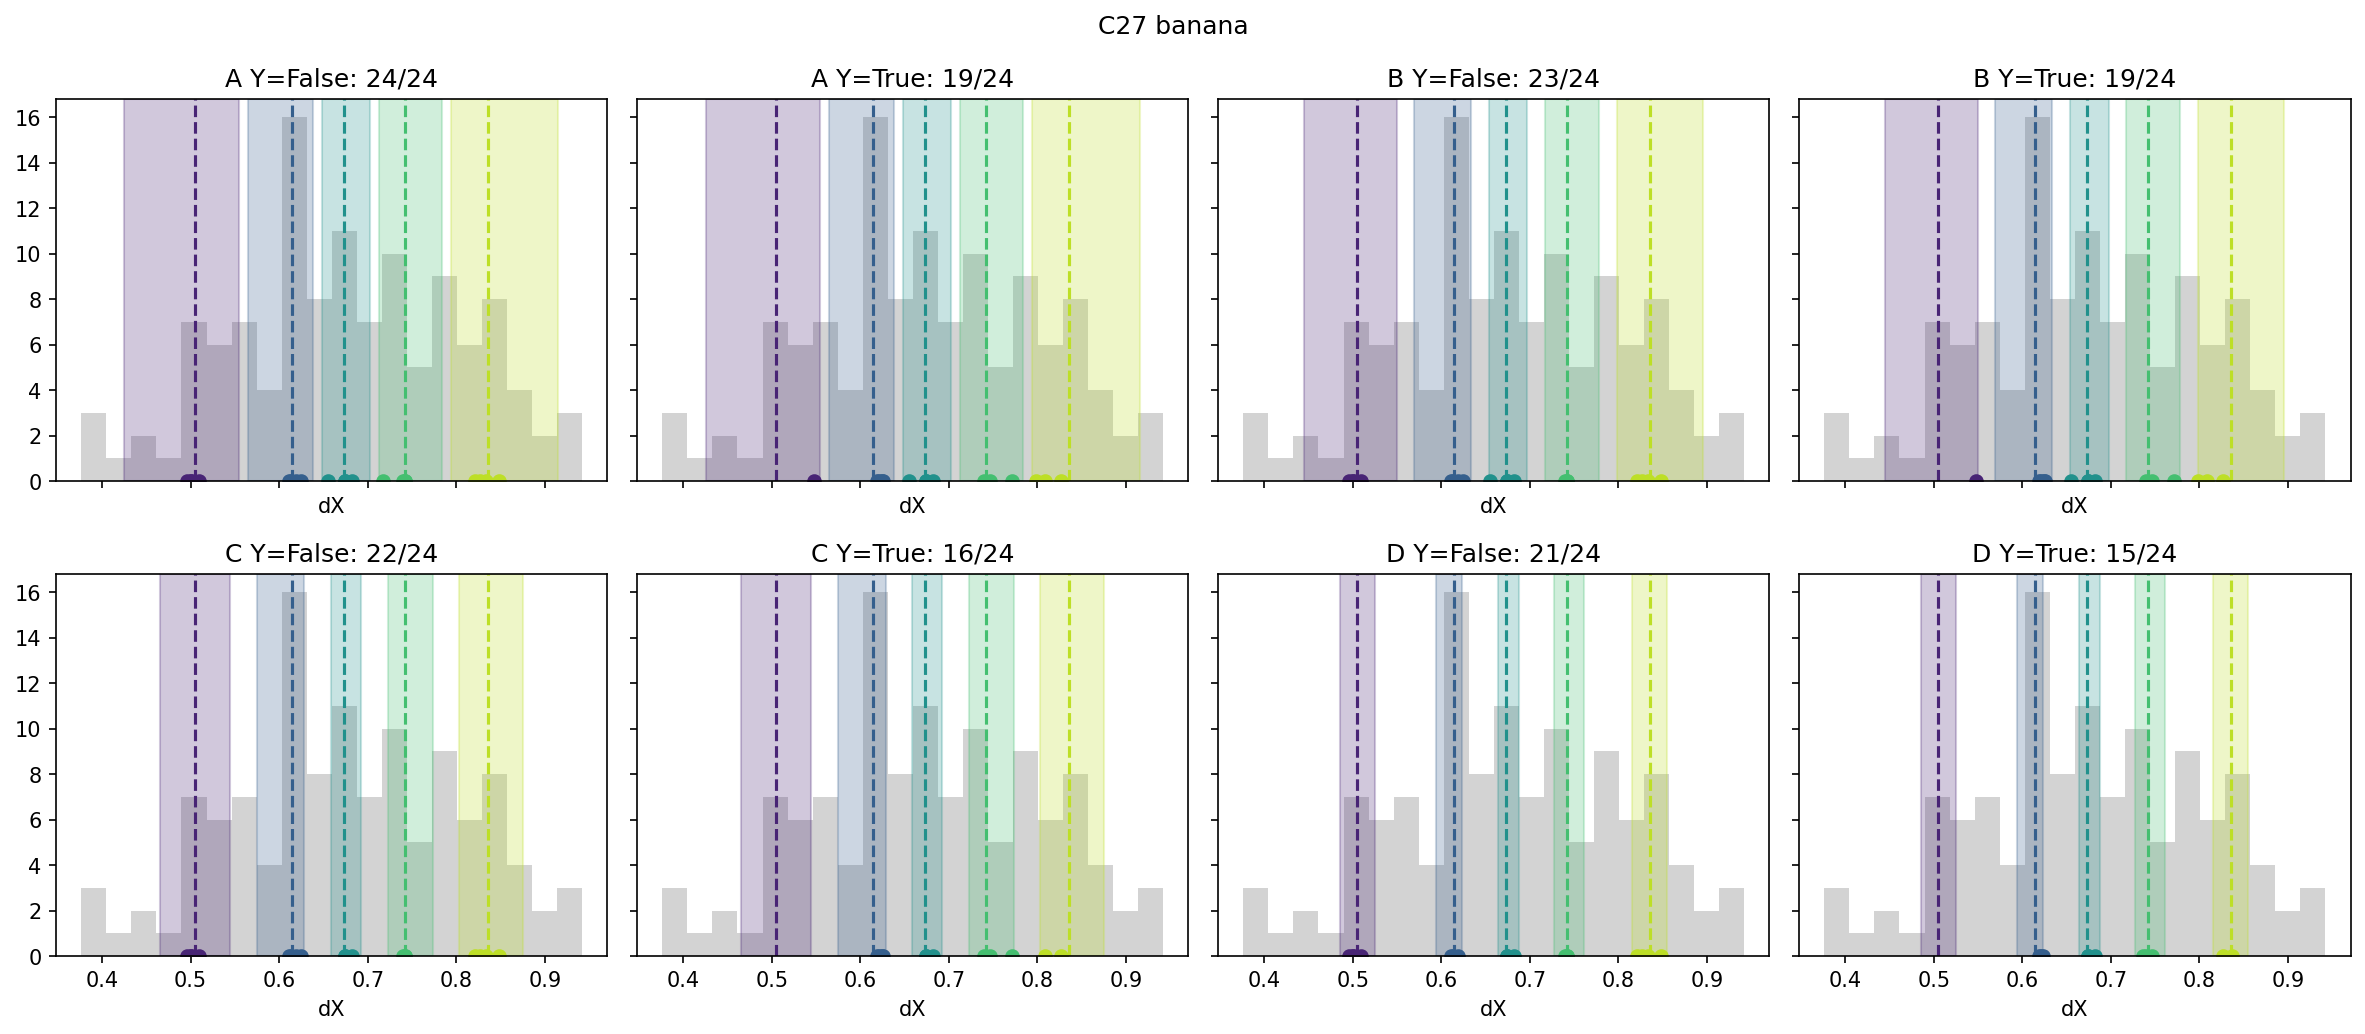 C27 banana
A Y=False: 24/24
A Y=True: 19/24
B Y=False: 23/24
B Y=True: 19/24
16
14
12
10
8
6
4
2
0
dX
dX
dX
dX
C Y=False: 22/24
C Y=True: 16/24
D Y=False: 21/24
D Y=True: 15/24
16
14
12
10
8
6
4
2
0
0.4 0.5 0.6 0.7 0.8 0.9
0.4 0.5 0.6 0.7 0.8 0.9
0.4 0.5 0.6 0.7 0.8 0.9
0.4 0.5 0.6 0.7 0.8 0.9
dX
dX
dX
dX